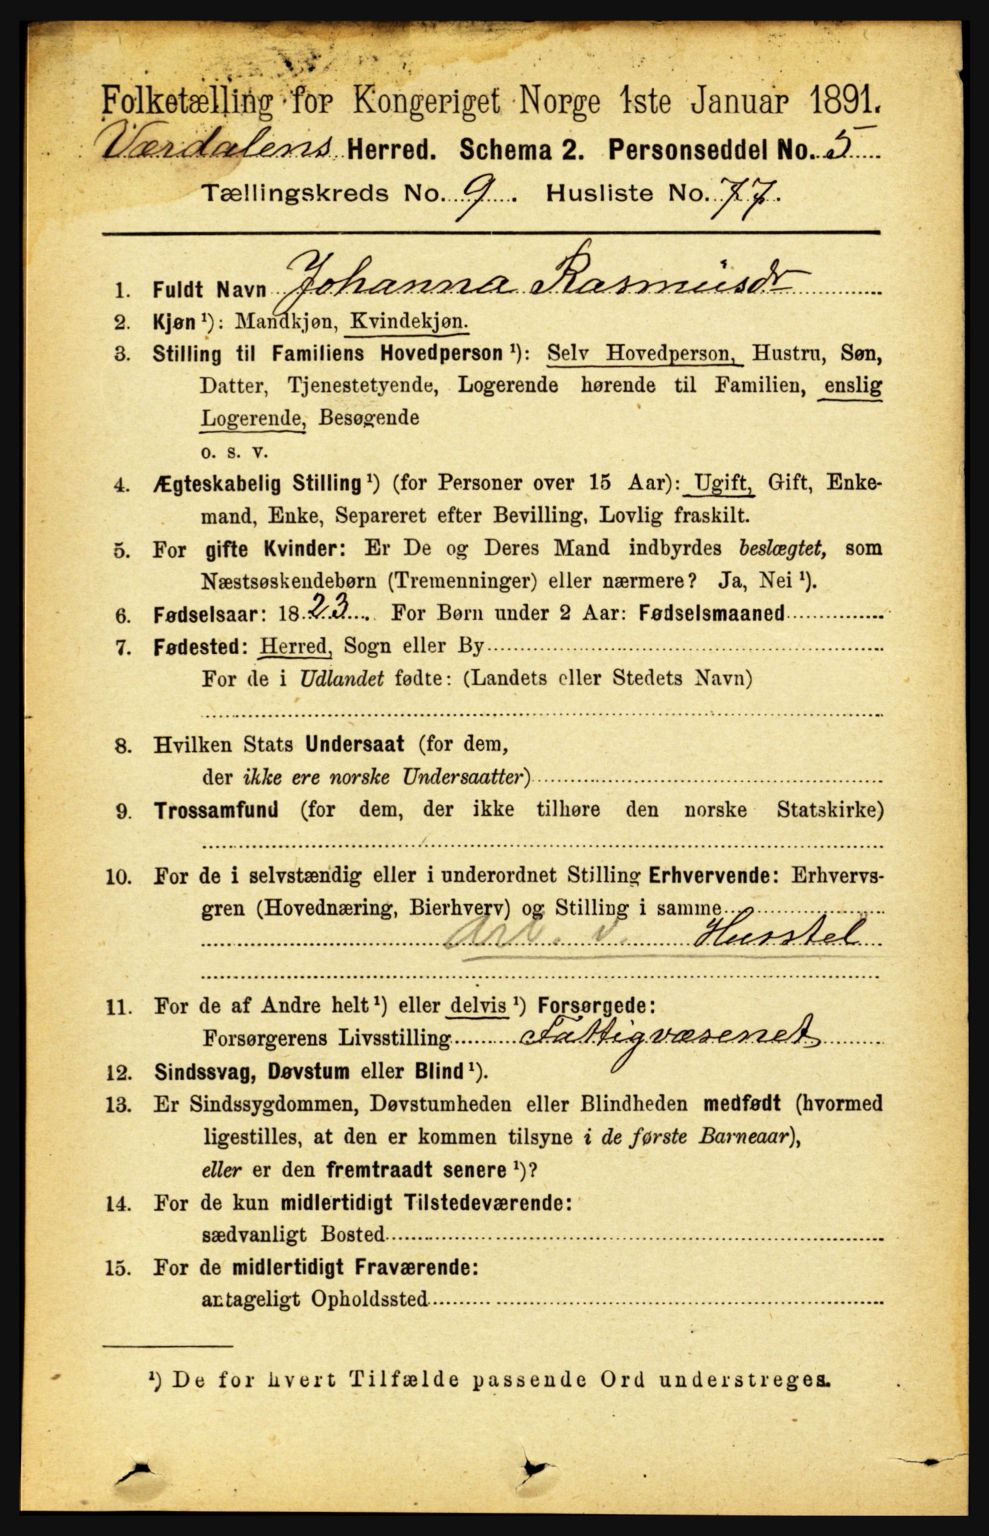 Folketælling for Kongeriget Norge 1ste Januar 1891.
Værdalens Herred. Schema 2. Personseddel No. 5
Tællingskreds No. 9. Husliste No. 77.
1. Fuldt Navn Johanna Rasmusdr
2. Kjøn ¹): Mandkjøn, Kvindekjøn.
3. Stilling til Familiens Hovedperson ¹): Selv Hovedperson, Hustru, Søn,
Datter, Tjenestetyende, Logerende hørende til Familien, enslig
Logerende, Besøgende
o. s. v.
4. Ægteskabelig Stilling ¹) (for Personer over 15 Aar): Ugift, Gift, Enke-
mand, Enke, Separeret efter Bevilling, Lovlig fraskilt.
5. For gifte Kvinder: Er De og Deres Mand indbyrdes beslægtet, som
Næstsøskendebørn (Tremenninger) eller nærmere? Ja, Nei ¹).
6. Fødselsaar: 1823. For Børn under 2 Aar: Fødselsmaaned
7. Fødested: Herred, Sogn eller By
For de i Udlandet fødte: (Landets eller Stedets Navn)
8. Hvilken Stats Undersaat (for dem,
der ikke ere norske Undersaatter)
9. Trossamfund (for dem, der ikke tilhøre den norske Statskirke)
10. For de i selvstændig eller i underordnet Stilling Erhvervende: Erhvervs-
gren (Hovednæring, Bierhverv) og Stilling i samme
Arb. v. Husstel
11. For de af Andre helt ¹) eller delvis ¹) Forsørgede:
Forsørgerens Livsstilling Fattigvæsenet
12. Sindssvag, Døvstum eller Blind ¹).
13. Er Sindssygdommen, Døvstumheden eller Blindheden medfødt (hvormed
ligestilles, at den er kommen tilsyne i de første Barneaar),
eller er den fremtraadt senere ¹)?
14. For de kun midlertidigt Tilstedeværende:
sædvanligt Bosted
15. For de midlertidigt Fraværende:
antageligt Opholdssted
¹) De for hvert Tilfælde passende Ord understreges.